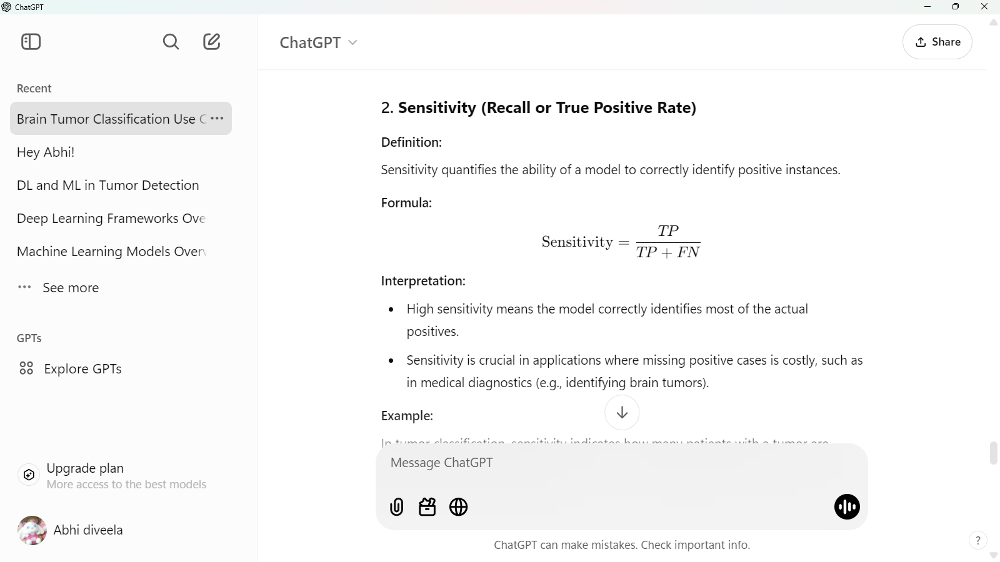 ChatGPT
ChatGPT
Share
Recent
Brain Tumor Classification Use
Hey Abhi!
DL and ML in Tumor Detection
Deep Learning Frameworks Ove
Machine Learning Models Over
See more
GPTs
Explore GPTs
Upgrade plan
More access to the best models
Abhi diveela
2. Sensitivity (Recall or True Positive Rate)
Definition:
Sensitivity quantifies the ability of a model to correctly identify positive instances.
Formula:
Sensitivity = TP / (TP + FN)
Interpretation:
• High sensitivity means the model correctly identifies most of the actual
positives.
• Sensitivity is crucial in applications where missing positive cases is costly, such as
in medical diagnostics (e.g., identifying brain tumors).
Example:
In tumor classification, sensitivity indicates how many patients with a tumor are
Message ChatGPT
ChatGPT can make mistakes. Check important info.
?